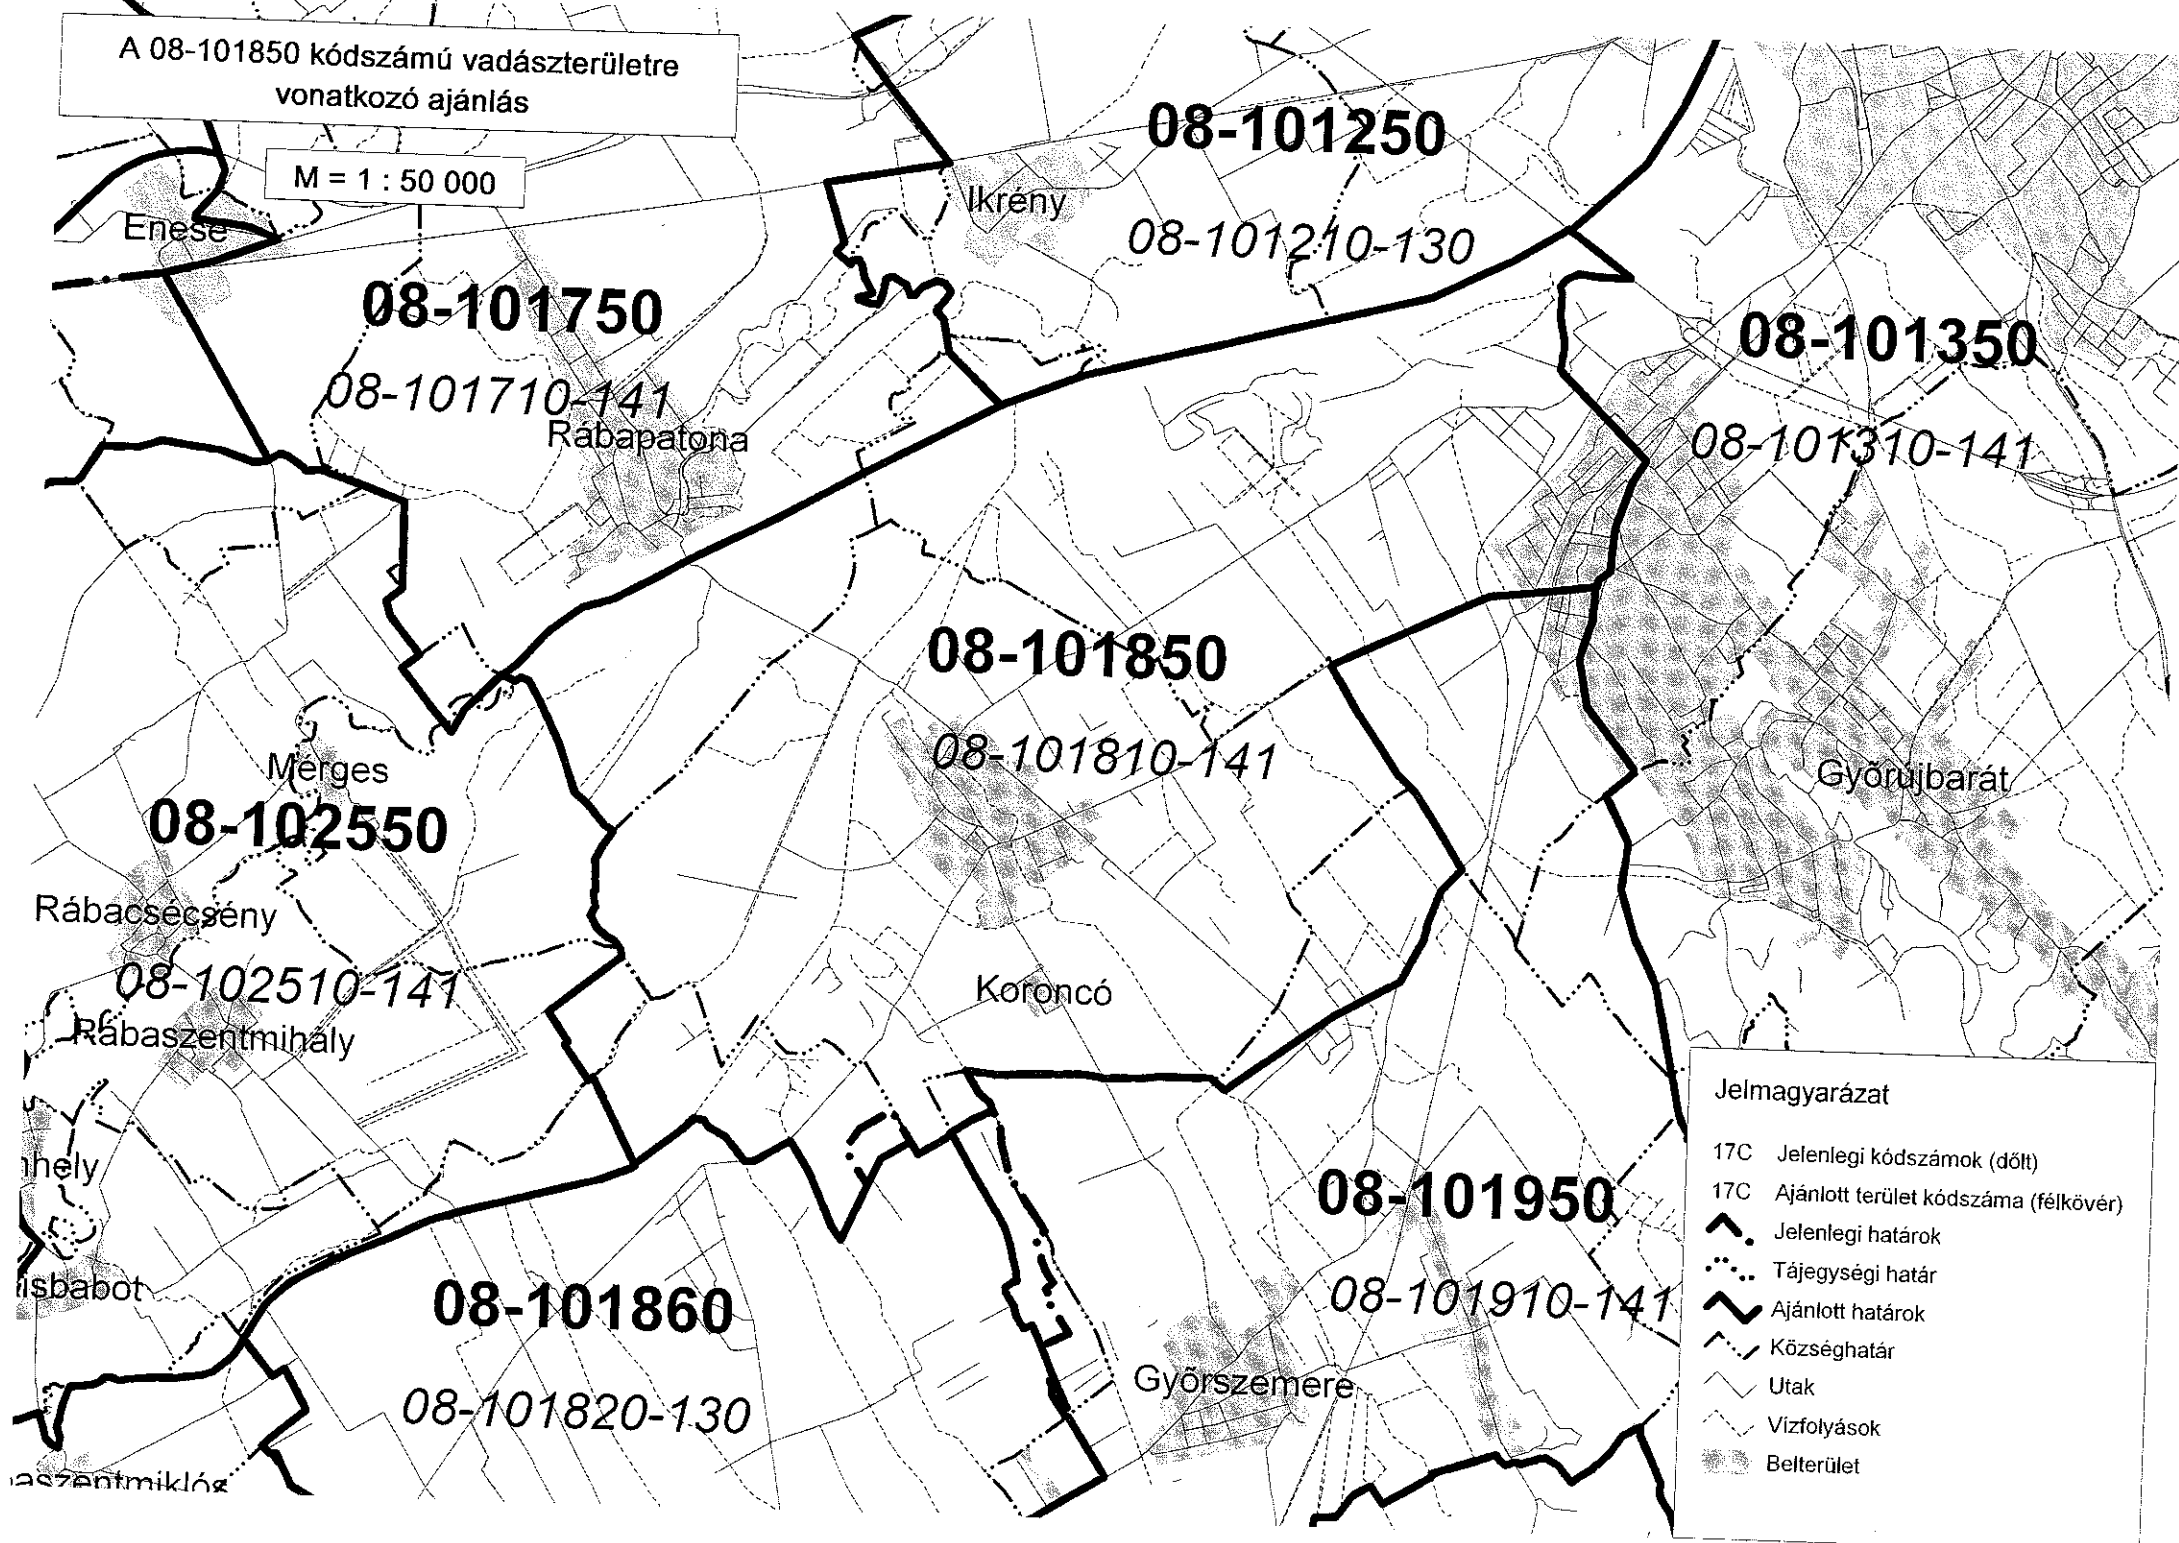 A 08-101850 kódszámú vadászterületre
vonatkozó ajánlás
M = 1 : 50 000
08-101250
Ikrény
08-101210-130
Enese
08-101750
08-101710-141
Rábapatona
08-101350
08-101310-141
08-101850
08-101810-141
Mérges
08-102550
Győrújbarát
Rábacsécsény
08-102510-141
Koroncó
Rábaszentmihály
hely
08-101950
isbabot
08-101860
08-101910-141
Győrszemere
08-101820-130
aszentmiklós
Jelmagyarázat
17C Jelenlegi kódszámok (dőlt)
17C Ajánlott terület kódszáma (félkövér)
Jelenlegi határok
Tájegységi határ
Ajánlott határok
Községhatár
Utak
Vízfolyások
Belterület